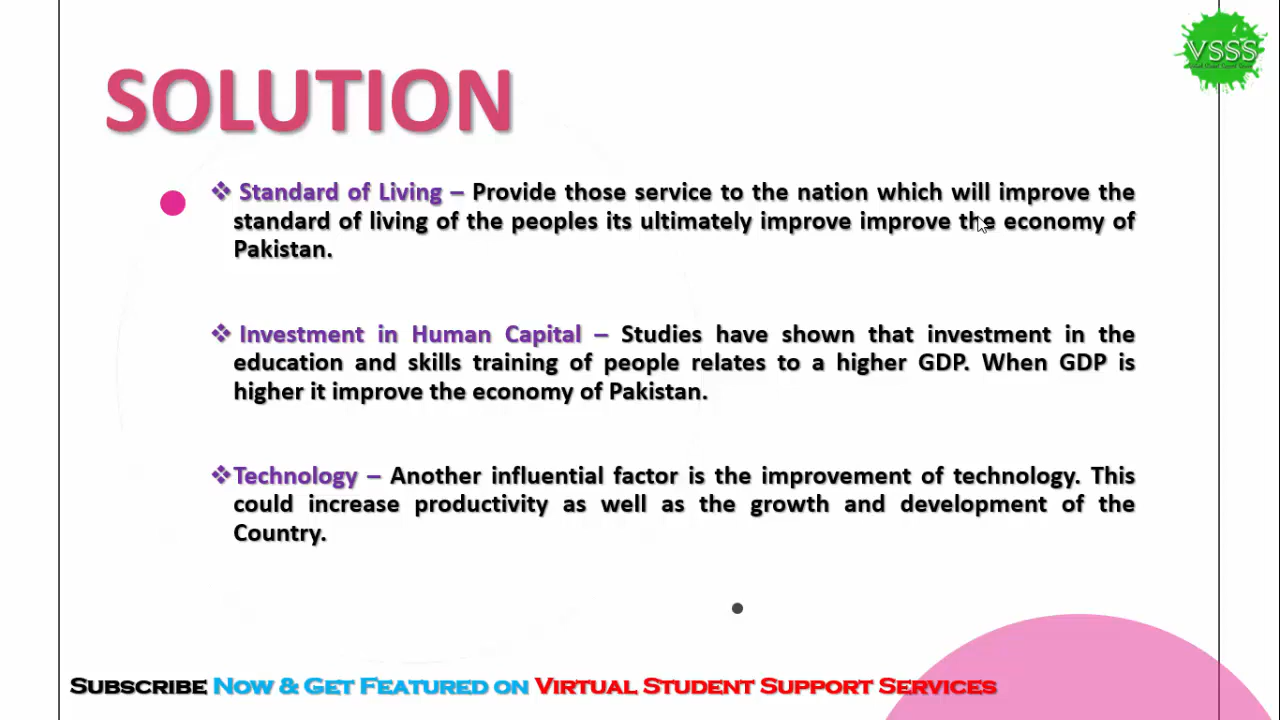 VSSS
SOLUTION
❖ Standard of Living – Provide those service to the nation which will improve the
standard of living of the peoples its ultimately improve improve the economy of
Pakistan.
❖ Investment in Human Capital – Studies have shown that investment in the
education and skills training of people relates to a higher GDP. When GDP is
higher it improve the economy of Pakistan.
❖Technology – Another influential factor is the improvement of technology. This
could increase productivity as well as the growth and development of the
Country.
Subscribe Now & Get Featured on Virtual Student Support Services